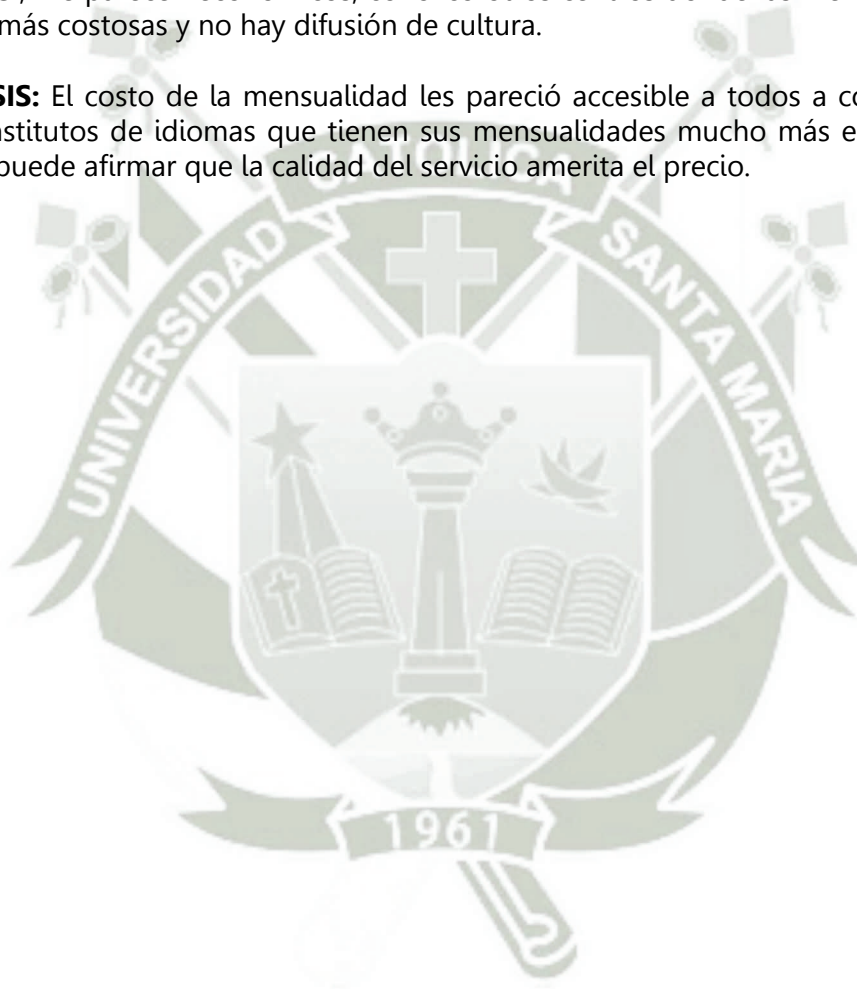 más costosas y no hay difusión de cultura.
SIS: El costo de la mensualidad les pareció accesible a todos a co
nstitutos de idiomas que tienen sus mensualidades mucho más e
puede afirmar que la calidad del servicio amerita el precio.
UNIVERSIDAD CATOLICA SANTA MARIA
1961